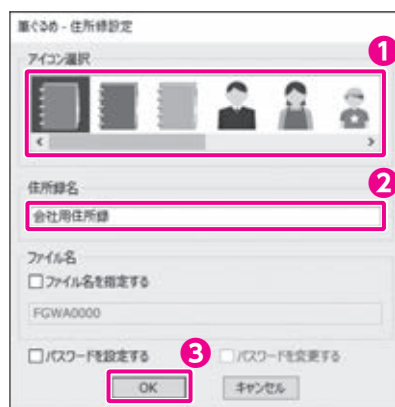 筆ぐるめ - 住所録設定
アイコン選択
1
2
住所録名
会社用住所録
ファイル名
ファイル名を指定する
FGWA0000
パスワードを設定する
3
パスワードを変更する
OK
キャンセル